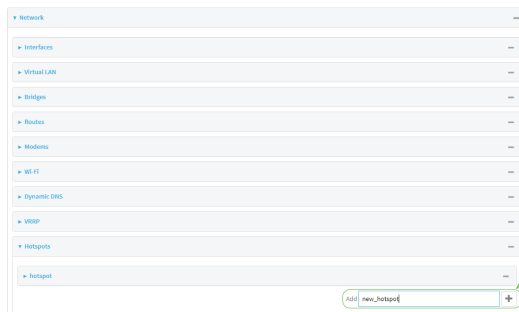 Network
Interfaces
Virtual LAN
Bridges
Routes
Modems
Wi-Fi
Dynamic DNS
VRRP
Hotspots
hotspot
Add new_hotspot